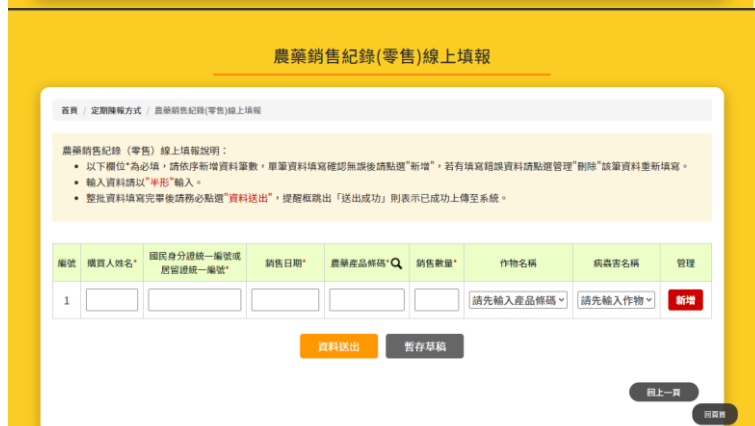 農藥銷售紀錄(零售)線上填報
首頁 / 定期陳報方式 / 農藥銷售紀錄(零售)線上填報
農藥銷售紀錄（零售）線上填報說明：
以下欄位*為必填，請依序新增資料筆數，單筆資料填寫確認無誤後請點選"新增"，若有填寫錯誤資料請點選管理"刪除"該筆資料重新填寫。
輸入資料請以"半形"輸入。
整批資料填寫完畢後請務必點選"資料送出"，提醒框跳出「送出成功」則表示已成功上傳至系統。
編號 購買人姓名* 國民身分證統一編號或 銷售日期* 農藥產品條碼* 銷售數量* 作物名稱 病蟲害名稱 管理
居留證統一編號*
1 請先輸入產品條碼 請先輸入作物 新增
資料送出 暫存草稿
回上一頁
回頁首